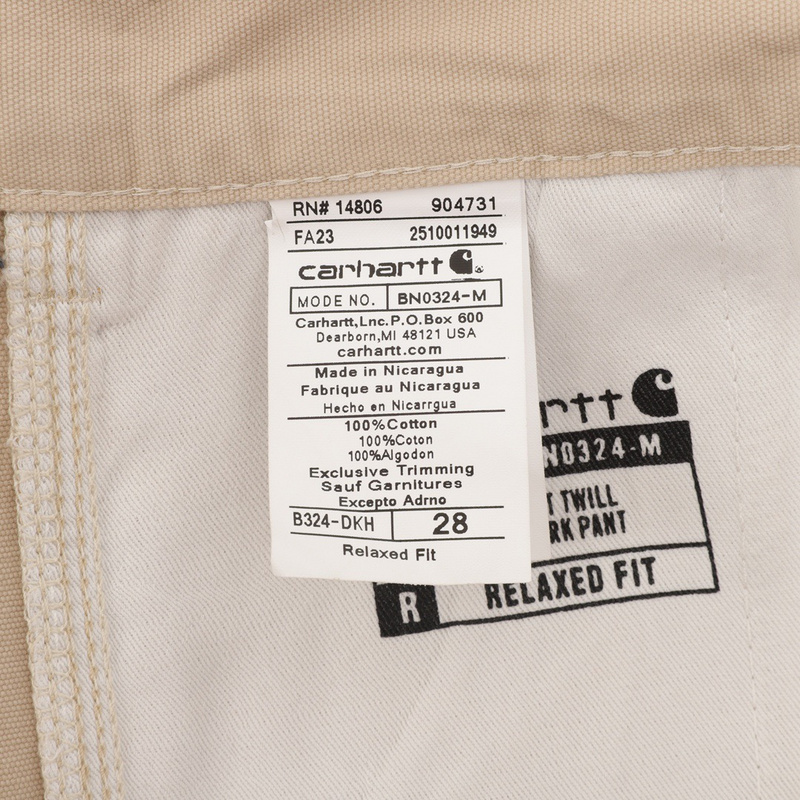 RN# 14806 904731
FA23 2510011949
carhartt
MODE NO. BN0324-M
Carhartt,Lnc.P.O.Box 600
Dearborn,MI 48121 USA
carhartt.com
Made in Nicaragua
Fabrique au Nicaragua
Hecho en Nicarrgua
100%Cotton
100%Coton
100%Algodon
Exclusive Trimming
Sauf Garnitures
Excepto Adrno
B324-DKH 28
Relaxed Fit
rtt
N0324-M
T TWILL
RK PANT
R RELAXED FIT